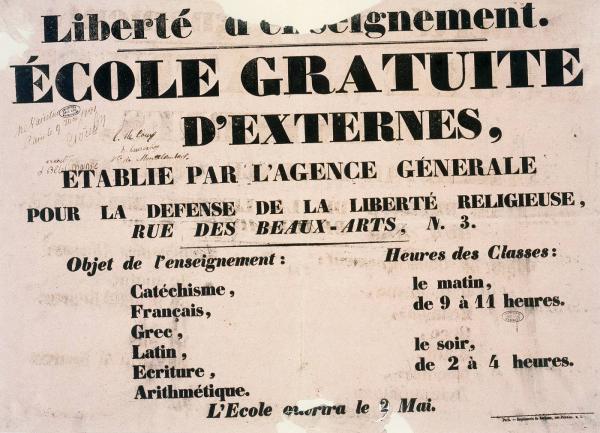 Liberté d'enseignement.
ÉCOLE GRATUITE
D'EXTERNES,
ETABLIE PAR L'AGENCE GÉNERALE
POUR LA DEFENSE DE LA LIBERTÉ RELIGIEUSE,
RUE DES BEAUX-ARTS, N. 3.
Objet de l'enseignement :
Catéchisme,
Français,
Grec,
Latin,
Ecriture,
Arithmétique.
Heures des Classes :
le matin,
de 9 à 11 heures.
le soir,
de 2 à 4 heures.
L'Ecole ouvrira le 2 Mai.